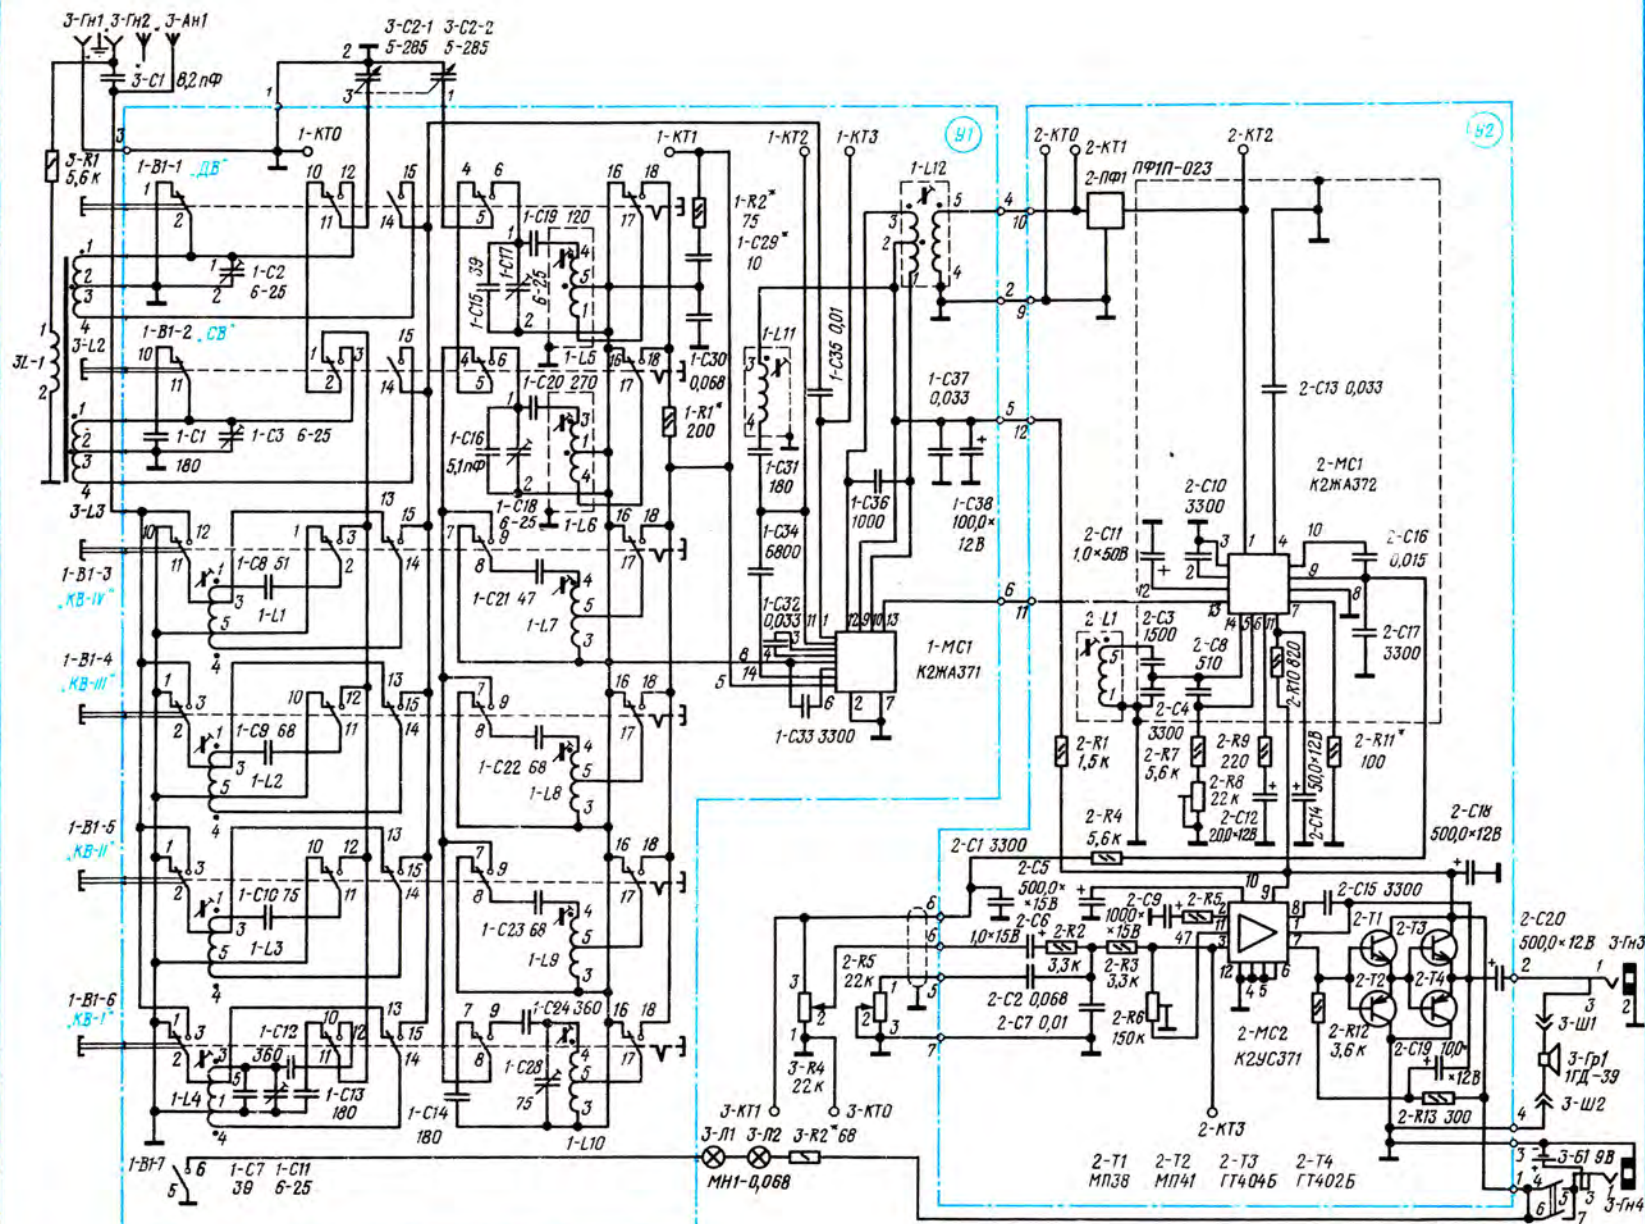 3-Гн1 3-Гн2 3-Ан1
3-С2-1 3-С2-2
5-285 5-285
3-С1 8,2пФ
3-R1
5,6к
1-КТ0
1-В1-1 „ДВ"
1-КТ1
1-КТ2
1-КТ3
У1
2-КТ0
2-КТ1
2-КТ2
У2
2-ПФ1
ПФ1П-023
1-L12
1-R2*
75
1-С29*
10
1-С19 120
1-С15 39
1-С17
6-25
1-С2
6-25
1-L5
1-С30
0,068
1-L11
1-С35 0,01
3L-1
3-L2
1-В1-2 „СВ"
1-С20 270
1-R1*
200
1-С37
0,033
2-С13 0,033
1-С1
180
1-С3 6-25
1-С16
5,1пФ
1-С18
6-25
1-L6
1-С31
180
1-С36
1000
1-С38
100,0×
12В
2-МС1
К2ЖА372
2-С10
3300
2-С11
1,0×50В
2-С16
0,015
3-L3
1-С34
6800
1-В1-3
„КВ-IV"
1-С8 51
1-L1
1-С21 47
1-L7
1-С32
0,033
1-МС1
К2ЖА371
2-L1
2-С3
1500
2-С8
510
2-С17
3300
2-R10 820
1-В1-4
„КВ-III"
1-С9 68
1-L2
1-С22 68
1-L8
1-С33 3300
2-С4
3300
2-R1
1,5к
2-R7
5,6к
2-R9
220
2-R8
22к
2-С12
20,0×12В
2-С14
50,0×12В
2-R11*
100
1-В1-5
„КВ-II"
1-С10 75
1-L3
1-С23 68
1-L9
2-R4
5,6к
2-С18
500,0×12В
2-С1 3300
2-С5
500,0×
×15В
2-С6
1,0×15В
2-R2
3,3к
2-С9
1000×
×15В
2-R5
47
2-R3
3,3к
2-С15 3300
2-Т1
2-Т3
2-Т2
2-Т4
2-С20
500,0×12В
3-Гн3
2-R5
22к
2-С2 0,068
2-С7 0,01
2-R6
150к
2-МС2
К2УС371
2-R12
3,6к
2-С19 10,0×
×12В
2-R13 300
3-Ш1
3-Гр1
1ГД-39
3-Ш2
1-В1-6
„КВ-I"
1-С12
360
1-L4
1-С13
180
1-С24 360
1-С28
75
1-С14
180
1-L10
3-R4
22к
3-КТ1
3-КТ0
2-КТ3
1-В1-7
1-С7
39
1-С11
6-25
3-Л1 3-Л2 3-R2* 68
МН1-0,068
2-Т1
МП38
2-Т2
МП41
2-Т3
ГТ404Б
2-Т4
ГТ402Б
3-Б1 9В
3-Гн4